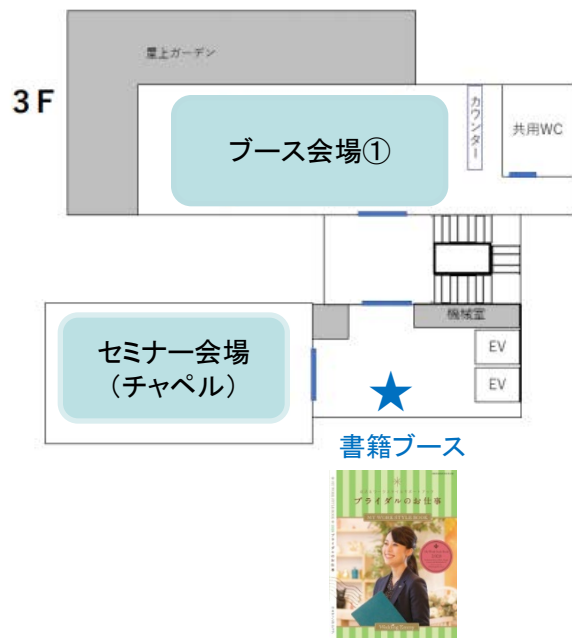 屋上ガーデン
3F
ブース会場①
カウンター
共用WC
機械室
セミナー会場
（チャペル）
EV
EV
書籍ブース
ブライダルのお仕事